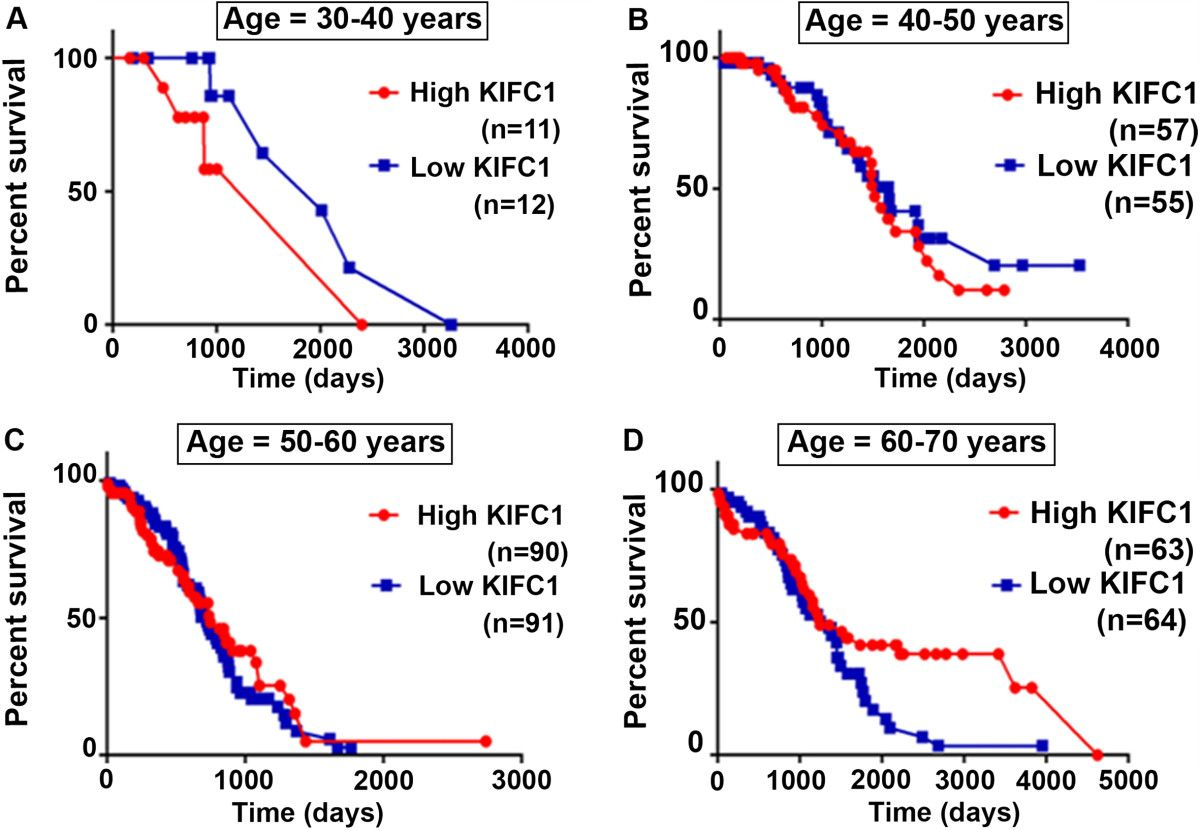 A
Age = 30-40 years
Percent survival
100
50
0
High KIFC1
(n=11)
Low KIFC1
(n=12)
0 1000 2000 3000 4000
Time (days)
B
Age = 40-50 years
Percent survival
100
50
0
High KIFC1
(n=57)
Low KIFC1
(n=55)
0 1000 2000 3000 4000
Time (days)
C
Age = 50-60 years
Percent survival
100
50
0
High KIFC1
(n=90)
Low KIFC1
(n=91)
0 1000 2000 3000
Time (days)
D
Age = 60-70 years
Percent survival
100
50
0
High KIFC1
(n=63)
Low KIFC1
(n=64)
0 1000 2000 3000 4000 5000
Time (days)